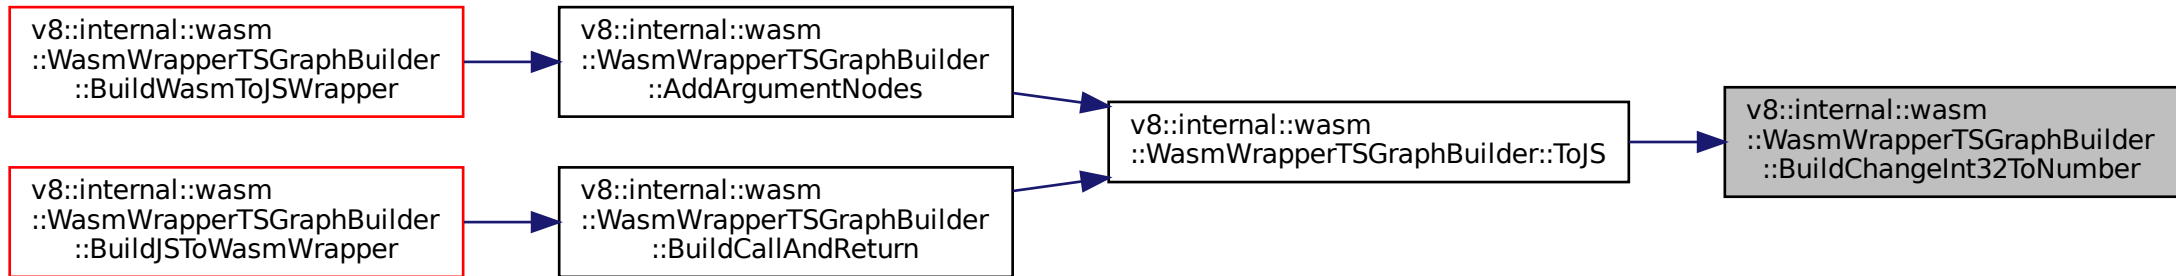 v8::internal::wasm
::WasmWrapperTSGraphBuilder
::BuildWasmToJSWrapper
v8::internal::wasm
::WasmWrapperTSGraphBuilder
::AddArgumentNodes
v8::internal::wasm
::WasmWrapperTSGraphBuilder::ToJS
v8::internal::wasm
::WasmWrapperTSGraphBuilder
::BuildChangeInt32ToNumber
v8::internal::wasm
::WasmWrapperTSGraphBuilder
::BuildJSToWasmWrapper
v8::internal::wasm
::WasmWrapperTSGraphBuilder
::BuildCallAndReturn